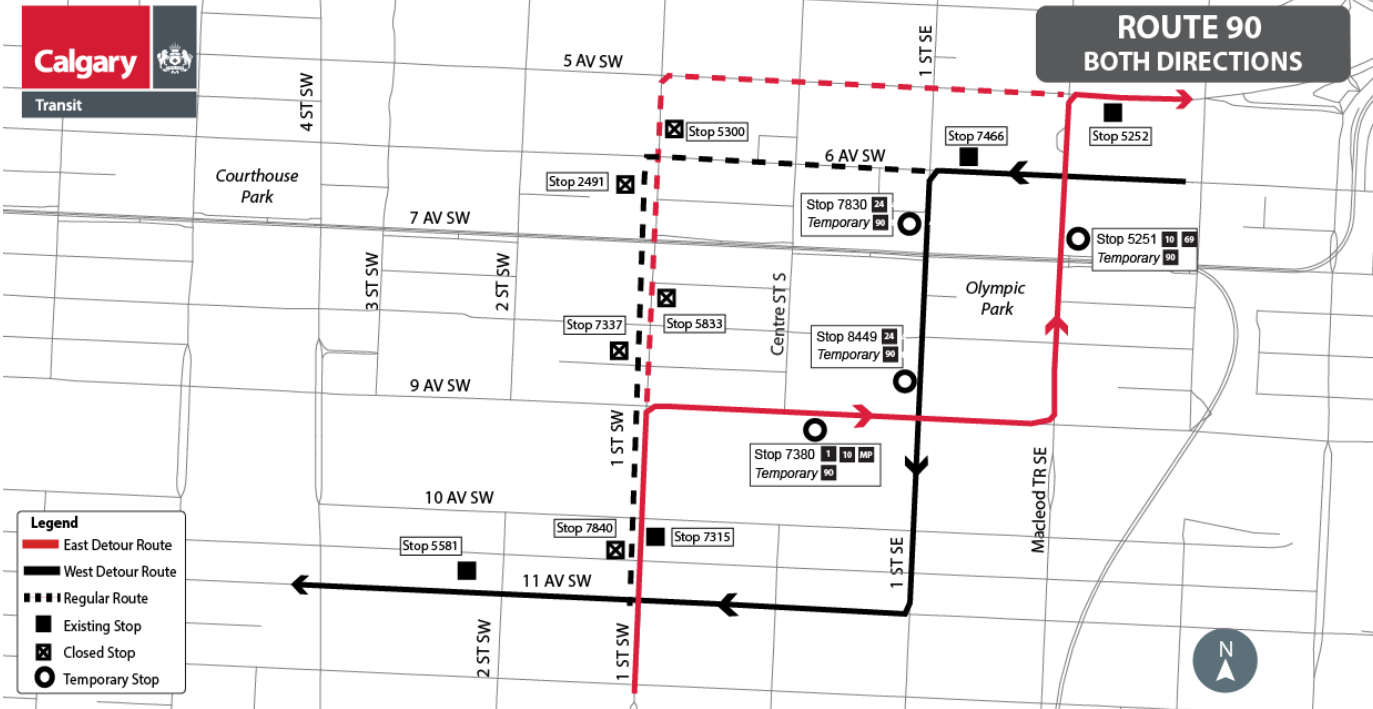 Calgary
Transit
ROUTE 90
BOTH DIRECTIONS
5 AV SW
1 ST SE
4 ST SW
Stop 5300
Stop 7466
Stop 5252
6 AV SW
Courthouse
Park
Stop 2491
7 AV SW
Stop 7830 24
Temporary 90
Stop 5251 10 69
Temporary 90
3 ST SW
2 ST SW
Centre ST S
Olympic
Park
Stop 7337
Stop 5833
Stop 8449 24
Temporary 90
9 AV SW
1 ST SW
Stop 7380 1 10 MP
Temporary 90
Macleod TR SE
10 AV SW
Stop 7840
Stop 7315
Stop 5581
11 AV SW
1 ST SE
2 ST SW
1 ST SW
Legend
East Detour Route
West Detour Route
Regular Route
Existing Stop
Closed Stop
Temporary Stop
N